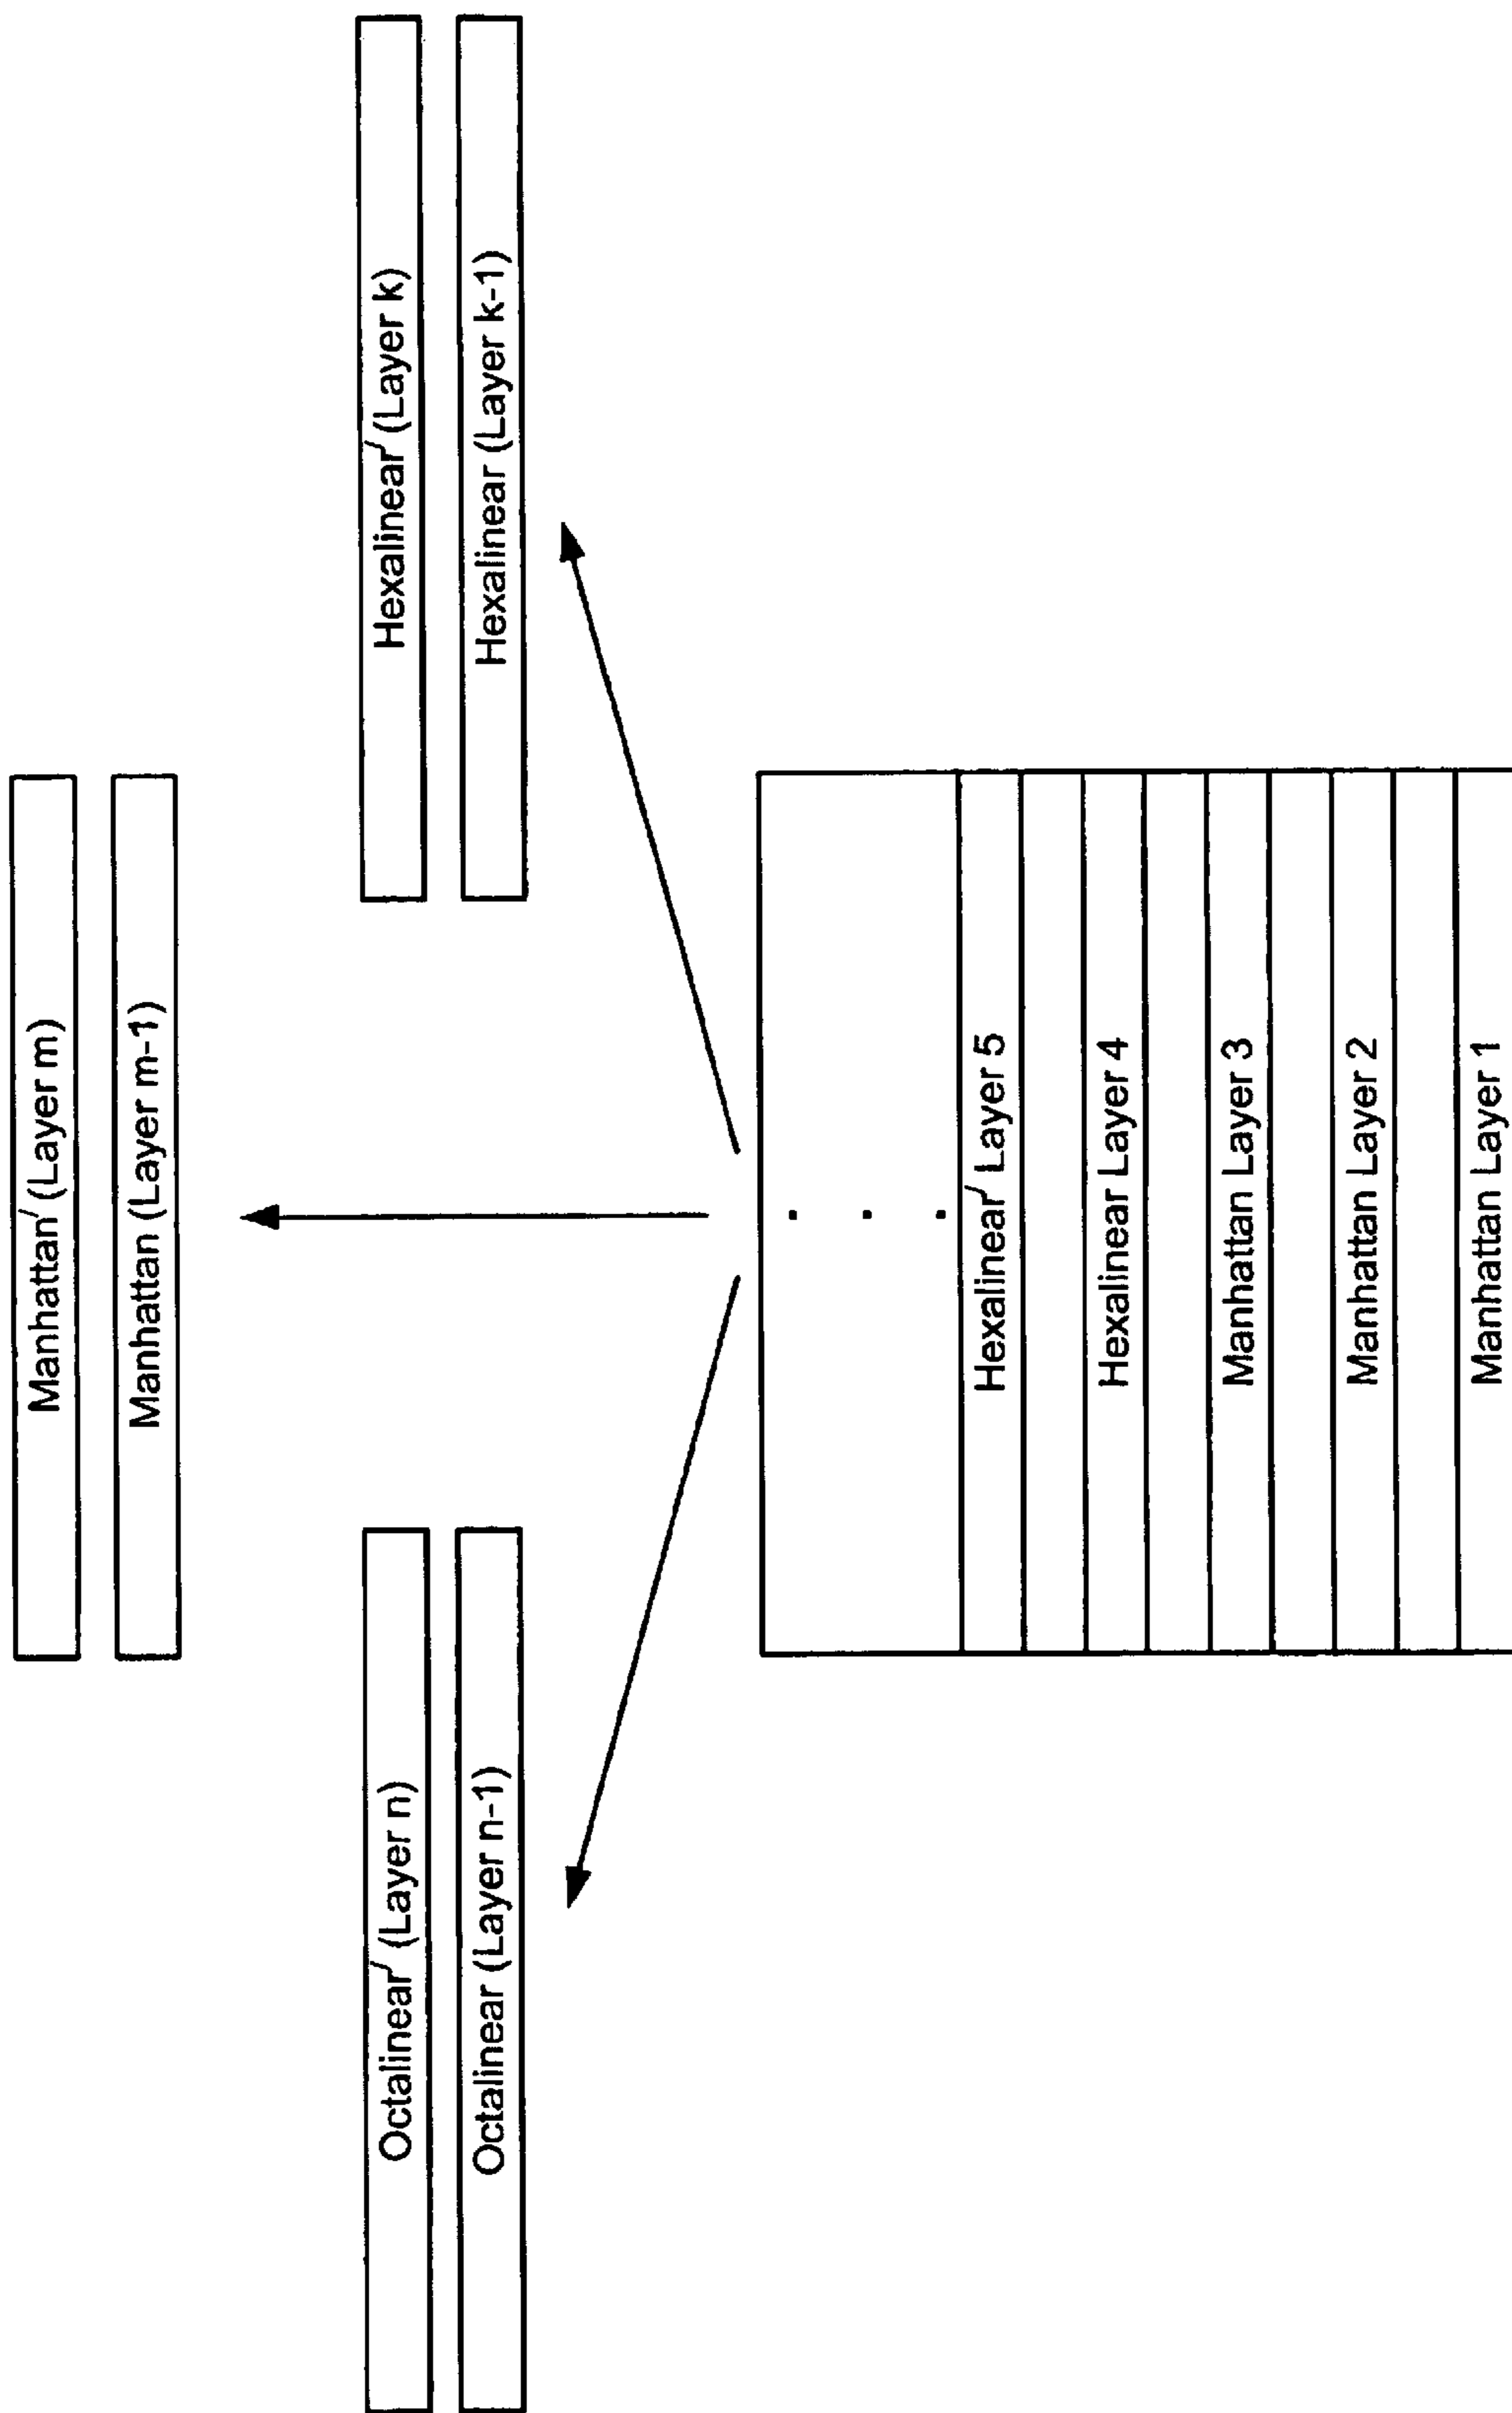 Manhattan′ (Layer m)
Manhattan (Layer m-1)
Octalinear′ (Layer n)
Octalinear (Layer n-1)
Hexalinear′ (Layer k)
Hexalinear (Layer k-1)
Hexalinear′ Layer 5
Hexalinear Layer 4
Manhattan Layer 3
Manhattan Layer 2
Manhattan Layer 1